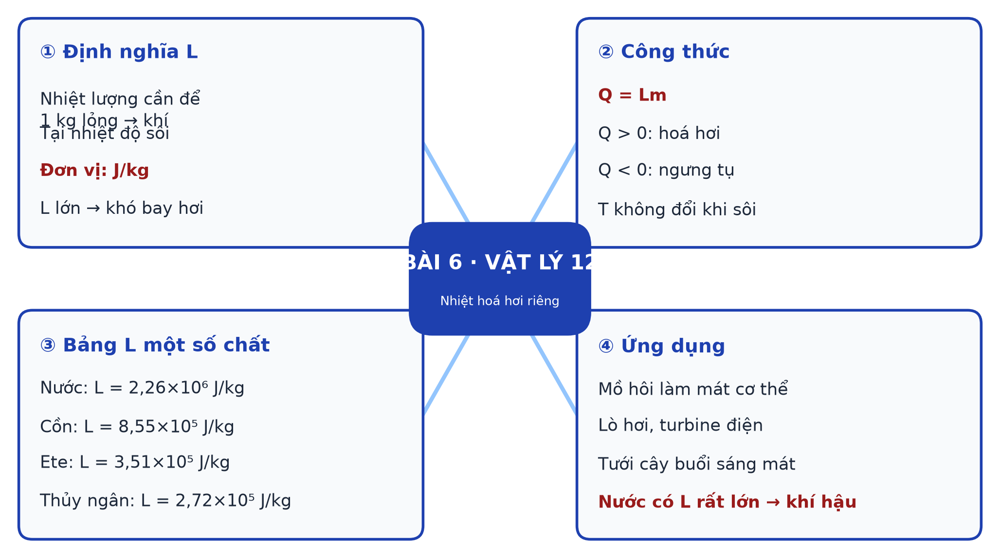 ① Định nghĩa L
Nhiệt lượng cần để
1 kg lỏng → khí
Tại nhiệt độ sôi
Đơn vị: J/kg
L lớn → khó bay hơi
② Công thức
Q = Lm
Q > 0: hoá hơi
Q < 0: ngưng tụ
T không đổi khi sôi
BÀI 6 · VẬT LÝ 12
Nhiệt hoá hơi riêng
③ Bảng L một số chất
Nước: L = 2,26×10⁶ J/kg
Cồn: L = 8,55×10⁵ J/kg
Ete: L = 3,51×10⁵ J/kg
Thủy ngân: L = 2,72×10⁵ J/kg
④ Ứng dụng
Mồ hôi làm mát cơ thể
Lò hơi, turbine điện
Tưới cây buổi sáng mát
Nước có L rất lớn → khí hậu